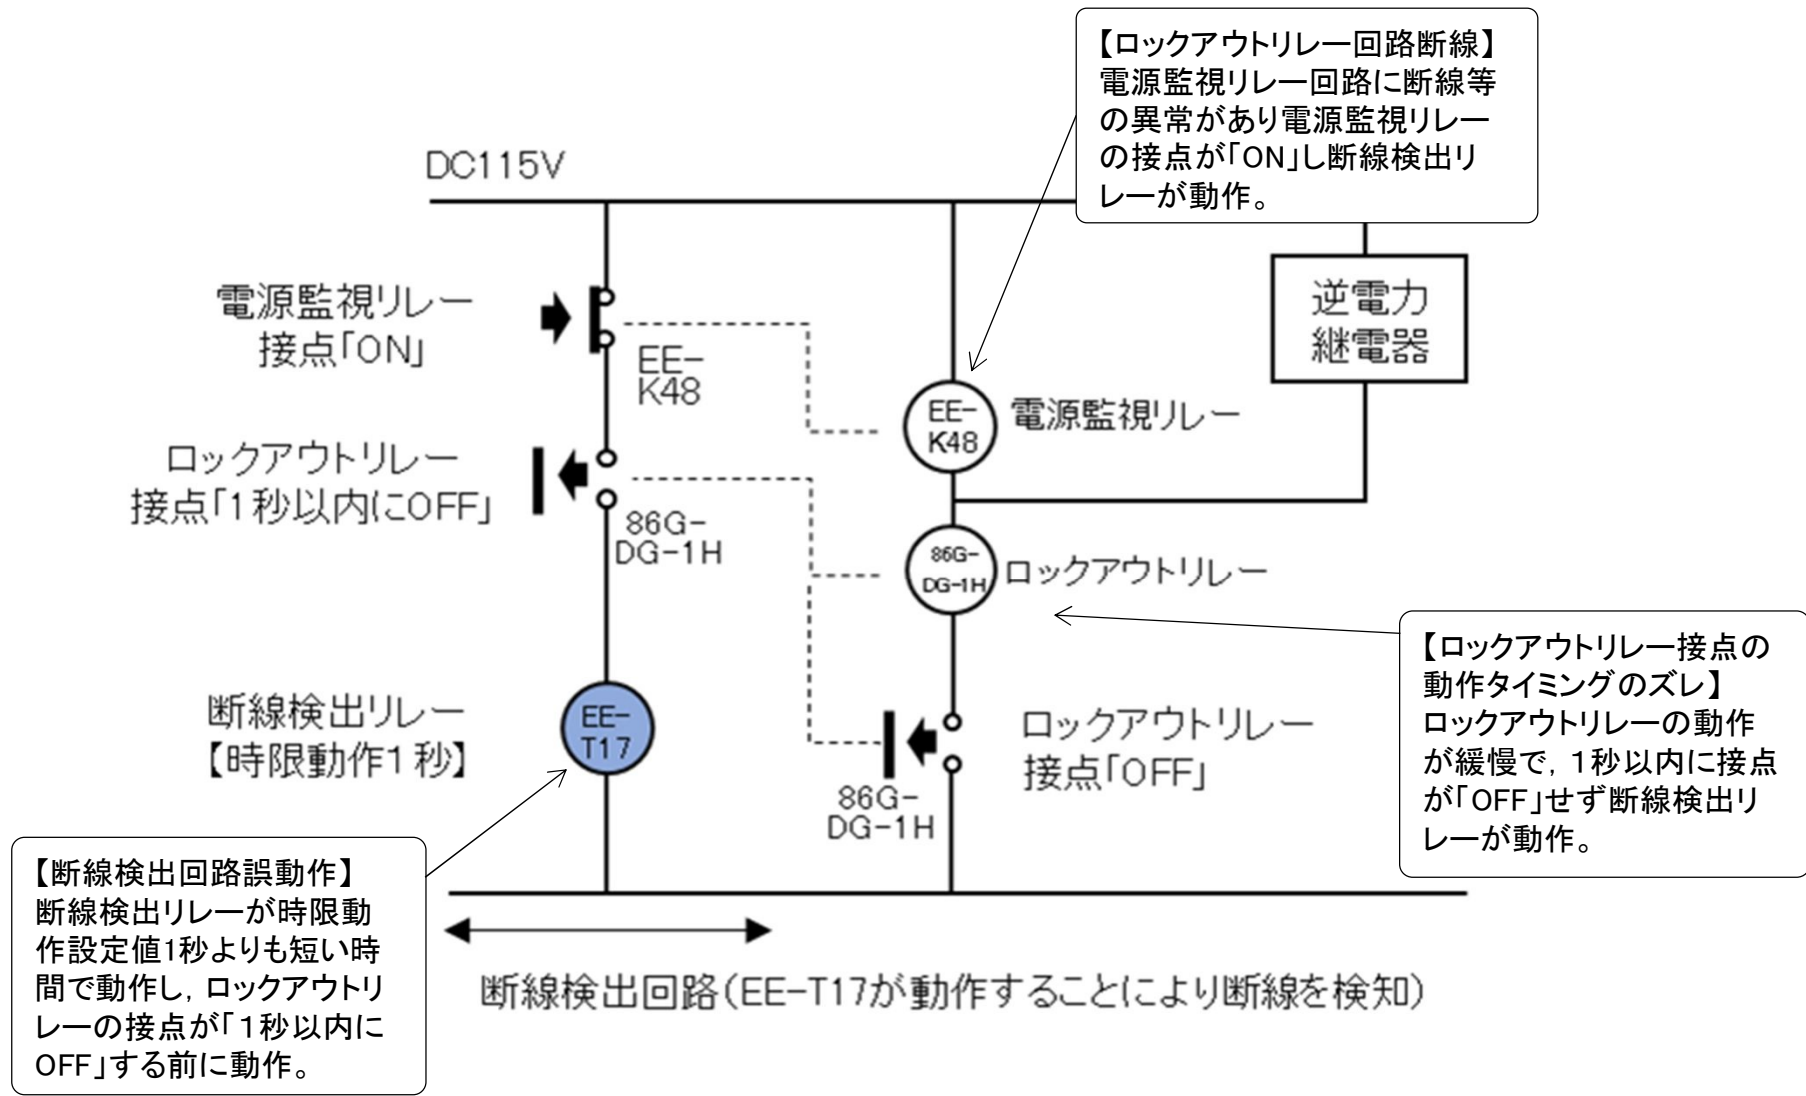 【ロックアウトリレー回路断線】
電源監視リレー回路に断線等
の異常があり電源監視リレー
の接点が「ON」し断線検出リ
レーが動作。
DC115V
電源監視リレー
接点「ON」
EE-
K48
逆電力
継電器
EE-
K48
電源監視リレー
ロックアウトリレー
接点「1秒以内にOFF」
86G-
DG-1H
86G-
DG-1H
ロックアウトリレー
【ロックアウトリレー接点の
動作タイミングのズレ】
ロックアウトリレーの動作
が緩慢で，1秒以内に接点
が「OFF」せず断線検出リ
レーが動作。
断線検出リレー
【時限動作1秒】
EE-
T17
ロックアウトリレー
接点「OFF」
86G-
DG-1H
【断線検出回路誤動作】
断線検出リレーが時限動
作設定値1秒よりも短い時
間で動作し，ロックアウトリ
レーの接点が「1秒以内に
OFF」する前に動作。
断線検出回路（EE-T17が動作することにより断線を検知）